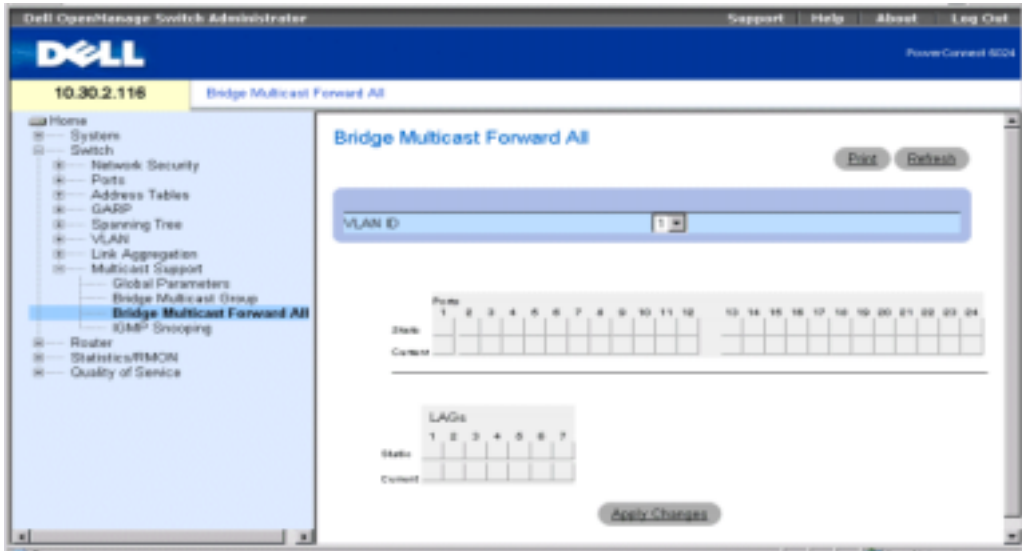 Dell OpenManage Switch Administrator
Support Help About Log Out
DELL
PowerConnect 6024
10.30.2.116
Bridge Multicast Forward All
Home
System
Switch
Network Security
Ports
Address Tables
GARP
Spanning Tree
VLAN
Link Aggregation
Multicast Support
Global Parameters
Bridge Multicast Group
Bridge Multicast Forward All
IGMP Snooping
Router
Statistics/RMON
Quality of Service
Bridge Multicast Forward All
Print Refresh
VLAN ID 1
Ports
1 2 3 4 5 6 7 8 9 10 11 12 13 14 15 16 17 18 19 20 21 22 23 24
Static
Current
LAGs
1 2 3 4 5 6 7
Static
Current
Apply Changes